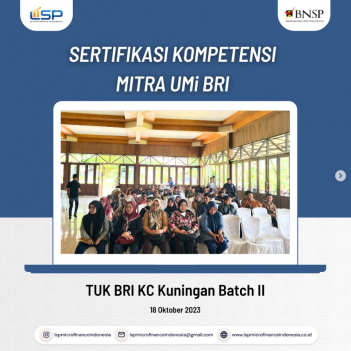 LSP
BNSP
SERTIFIKASI KOMPETENSI
MITRA UMi BRI
TUK BRI KC Kuningan Batch II
18 Oktober 2023
lspmicrofinanceindonesia
lspmicrofinanceindonesia@gmail.com
www.lspmicrofinanceindonesia.co.id